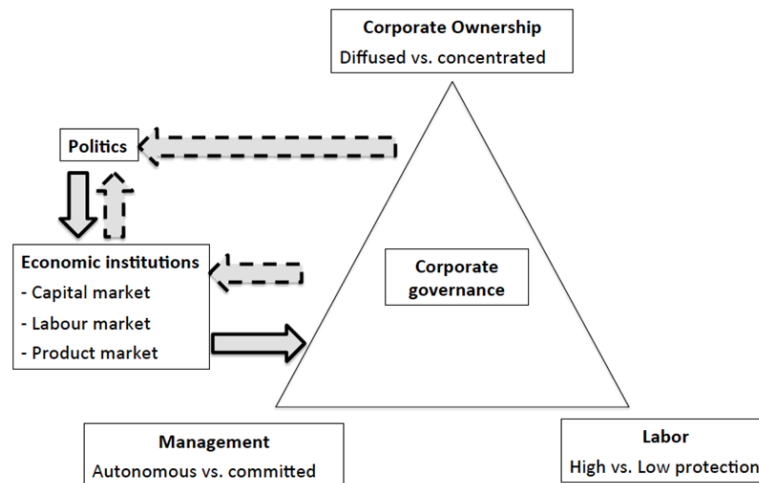 Corporate Ownership
Diffused vs. concentrated
Politics
Economic institutions
- Capital market
- Labour market
- Product market
Corporate
governance
Management
Autonomous vs. committed
Labor
High vs. Low protection